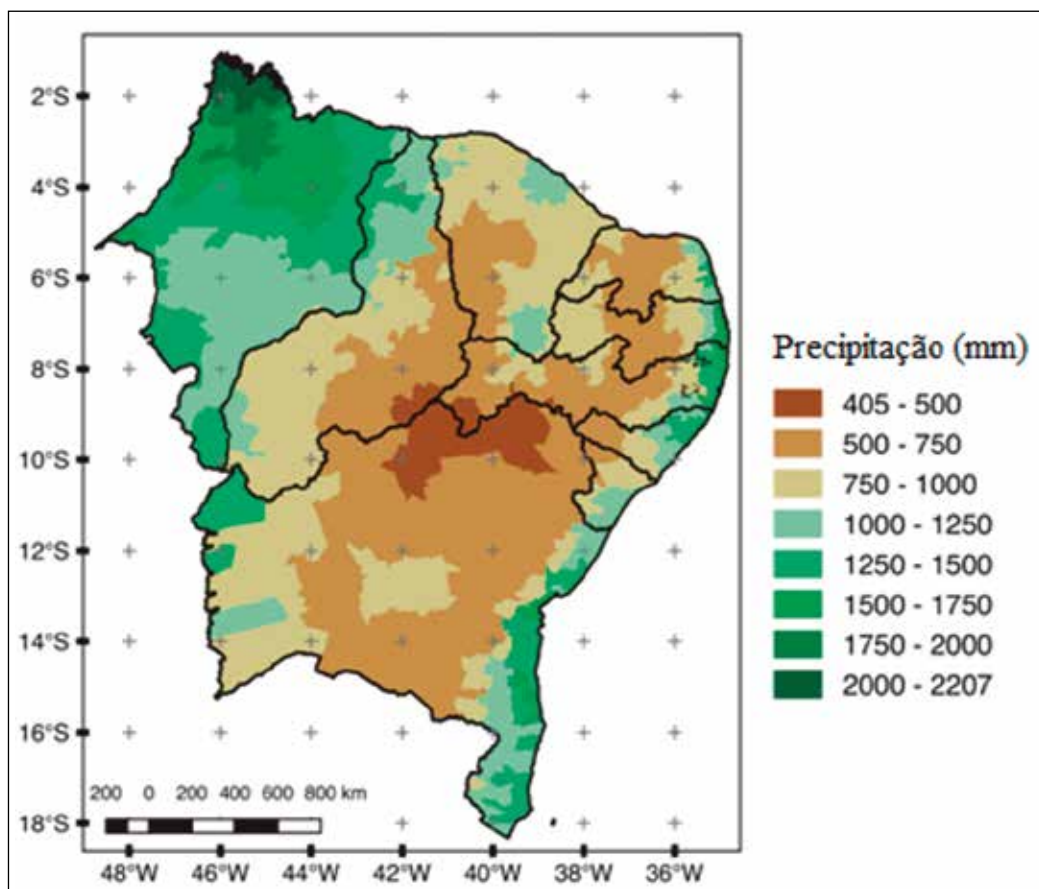 2°S
4°S
6°S
8°S
10°S
12°S
14°S
16°S
18°S
200 0 200 400 600 800 km
48°W 46°W 44°W 42°W 40°W 38°W 36°W
Precipitação (mm)
405 - 500
500 - 750
750 - 1000
1000 - 1250
1250 - 1500
1500 - 1750
1750 - 2000
2000 - 2207